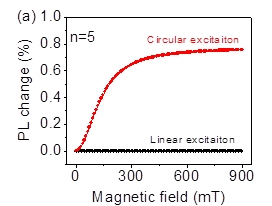 (a) 1.0
n=5
Circular excitaiton
0.8
0.6
0.4
0.2
Linear excitaiton
0.0
0 300 600 900
PL change (%)
Magnetic field (mT)